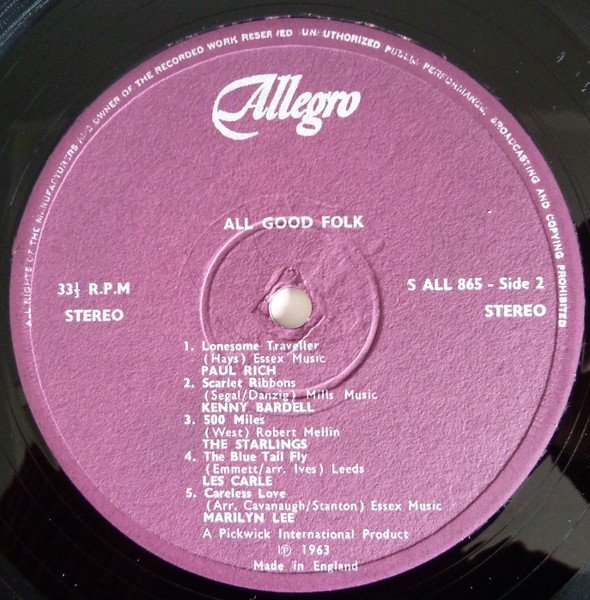 ALL RIGHTS OF THE MANUFACTURERS AND OWNER OF THE RECORDED WORK RESERVED UNAUTHORIZED PUBLIC PERFORMANCE, BROADCASTING AND COPYING PROHIBITED
Allegro
ALL GOOD FOLK
33⅓ R.P.M
STEREO
S ALL 865 - Side 2
STEREO
1. Lonesome Traveller
(Hays) Essex Music
PAUL RICH
2. Scarlet Ribbons
(Segal/Danzig) Mills Music
KENNY BARDELL
3. 500 Miles
(West) Robert Mellin
THE STARLINGS
4. The Blue Tail Fly
(Emmett/arr. Ives) Leeds
LES CARLE
5. Careless Love
(Arr. Cavanaugh/Stanton) Essex Music
MARILYN LEE
A Pickwick International Product
℗ 1963
Made in England